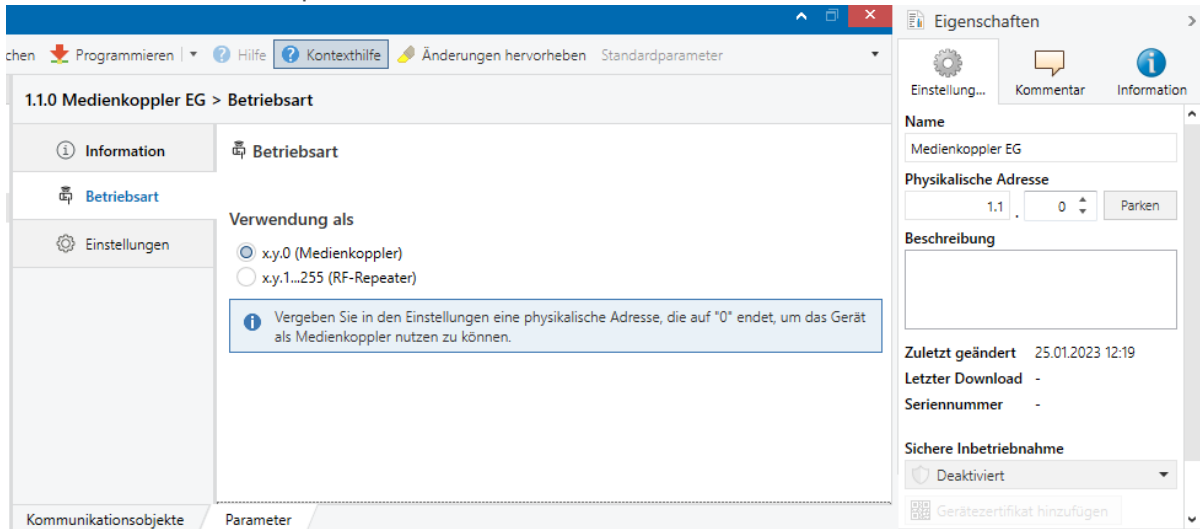 Eigenschaften
chen Programmieren Hilfe Kontexthilfe Änderungen hervorheben Standardparameter
Einstellung... Kommentar Information
1.1.0 Medienkoppler EG > Betriebsart
Information
Betriebsart
Einstellungen
Betriebsart
Verwendung als
x.y.0 (Medienkoppler)
x.y.1...255 (RF-Repeater)
Vergeben Sie in den Einstellungen eine physikalische Adresse, die auf "0" endet, um das Gerät
als Medienkoppler nutzen zu können.
Kommunikationsobjekte Parameter
Name
Medienkoppler EG
Physikalische Adresse
1.1 . 0 Parken
Beschreibung
Zuletzt geändert 25.01.2023 12:19
Letzter Download -
Seriennummer -
Sichere Inbetriebnahme
Deaktiviert
Gerätezertifikat hinzufügen